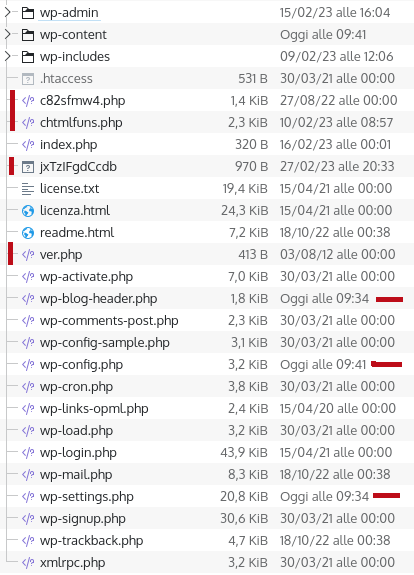 wp-admin 15/02/23 alle 16:04
wp-content Oggi alle 09:41
wp-includes 09/02/23 alle 12:06
.htaccess 531 B 30/03/21 alle 00:00
c82sfmw4.php 1,4 KiB 27/08/22 alle 00:00
chtmlfuns.php 2,3 KiB 10/02/23 alle 08:57
index.php 320 B 16/02/23 alle 00:01
jxTzIFgdCcdb 970 B 27/02/23 alle 20:33
license.txt 19,4 KiB 15/04/21 alle 00:00
licenza.html 24,3 KiB 15/04/21 alle 00:00
readme.html 7,2 KiB 18/10/22 alle 00:38
ver.php 413 B 03/08/12 alle 00:00
wp-activate.php 7,0 KiB 30/03/21 alle 00:00
wp-blog-header.php 1,8 KiB Oggi alle 09:34
wp-comments-post.php 2,3 KiB 30/03/21 alle 00:00
wp-config-sample.php 3,1 KiB 30/03/21 alle 00:00
wp-config.php 3,2 KiB Oggi alle 09:41
wp-cron.php 3,8 KiB 30/03/21 alle 00:00
wp-links-opml.php 2,4 KiB 15/04/20 alle 00:00
wp-load.php 3,2 KiB 30/03/21 alle 00:00
wp-login.php 43,9 KiB 15/04/21 alle 00:00
wp-mail.php 8,3 KiB 18/10/22 alle 00:38
wp-settings.php 20,8 KiB Oggi alle 09:34
wp-signup.php 30,6 KiB 30/03/21 alle 00:00
wp-trackback.php 4,7 KiB 18/10/22 alle 00:38
xmlrpc.php 3,2 KiB 30/03/21 alle 00:00